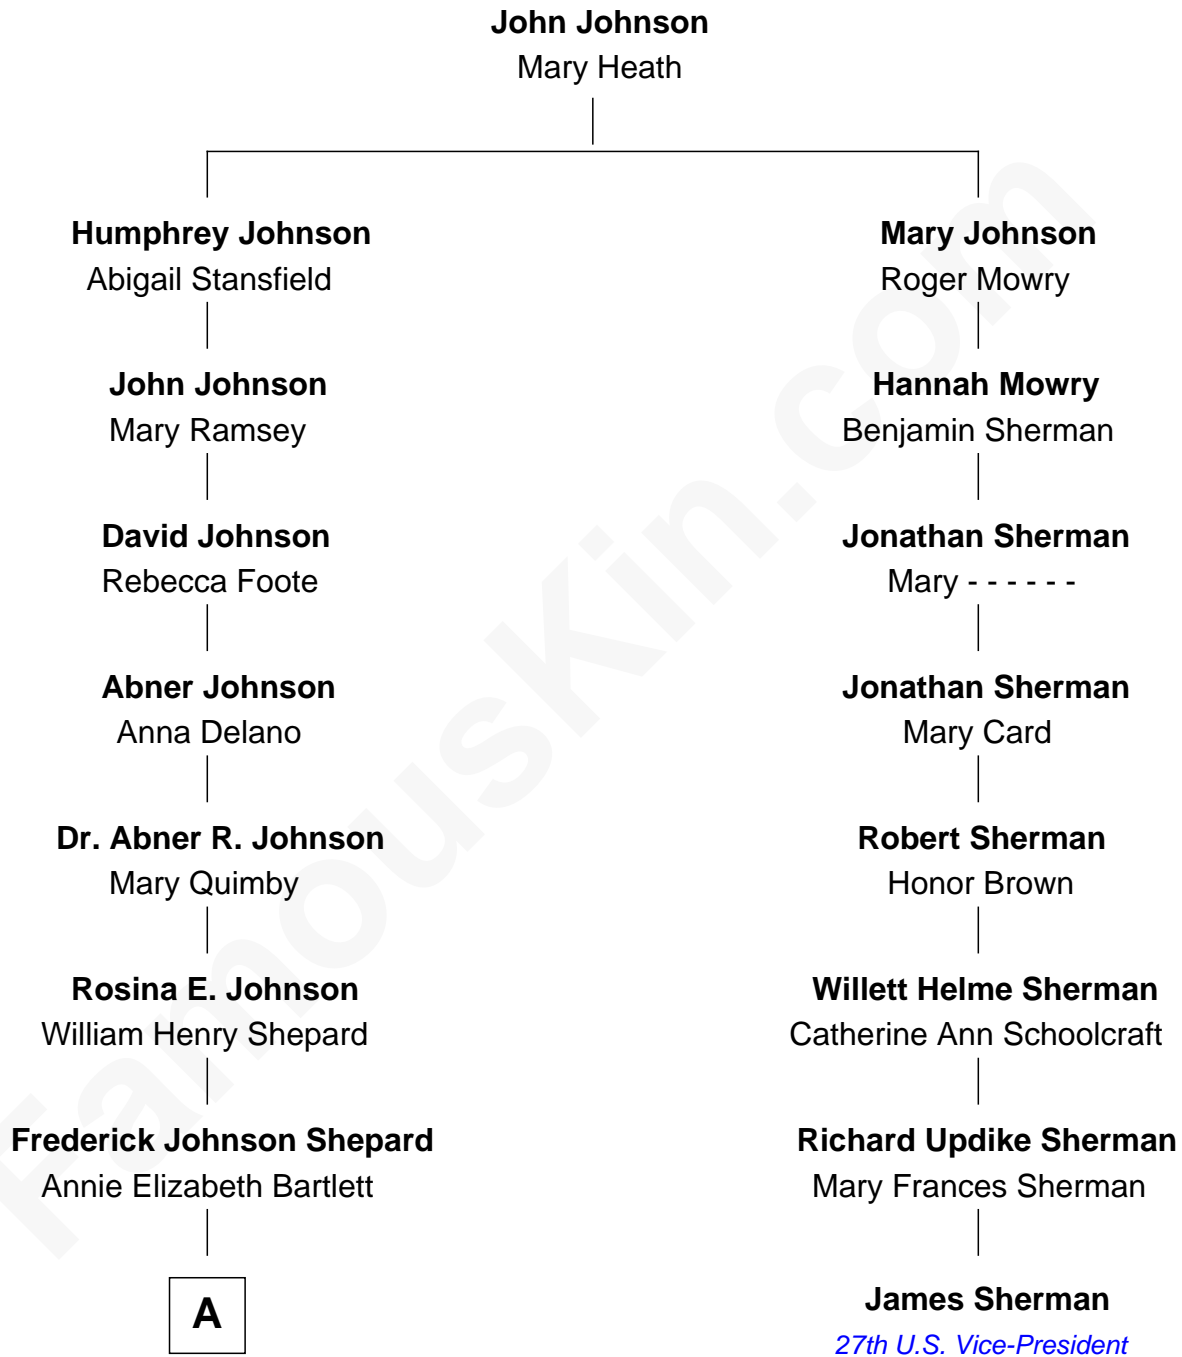 John Johnson
Mary Heath
Humphrey Johnson
Abigail Stansfield
Mary Johnson
Roger Mowry
John Johnson
Mary Ramsey
Hannah Mowry
Benjamin Sherman
David Johnson
Rebecca Foote
Jonathan Sherman
Mary - - - - - -
Abner Johnson
Anna Delano
Jonathan Sherman
Mary Card
Dr. Abner R. Johnson
Mary Quimby
Robert Sherman
Honor Brown
Rosina E. Johnson
William Henry Shepard
Willett Helme Sherman
Catherine Ann Schoolcraft
Frederick Johnson Shepard
Annie Elizabeth Bartlett
Richard Updike Sherman
Mary Frances Sherman
A
James Sherman
27th U.S. Vice-President
FamousKin.com